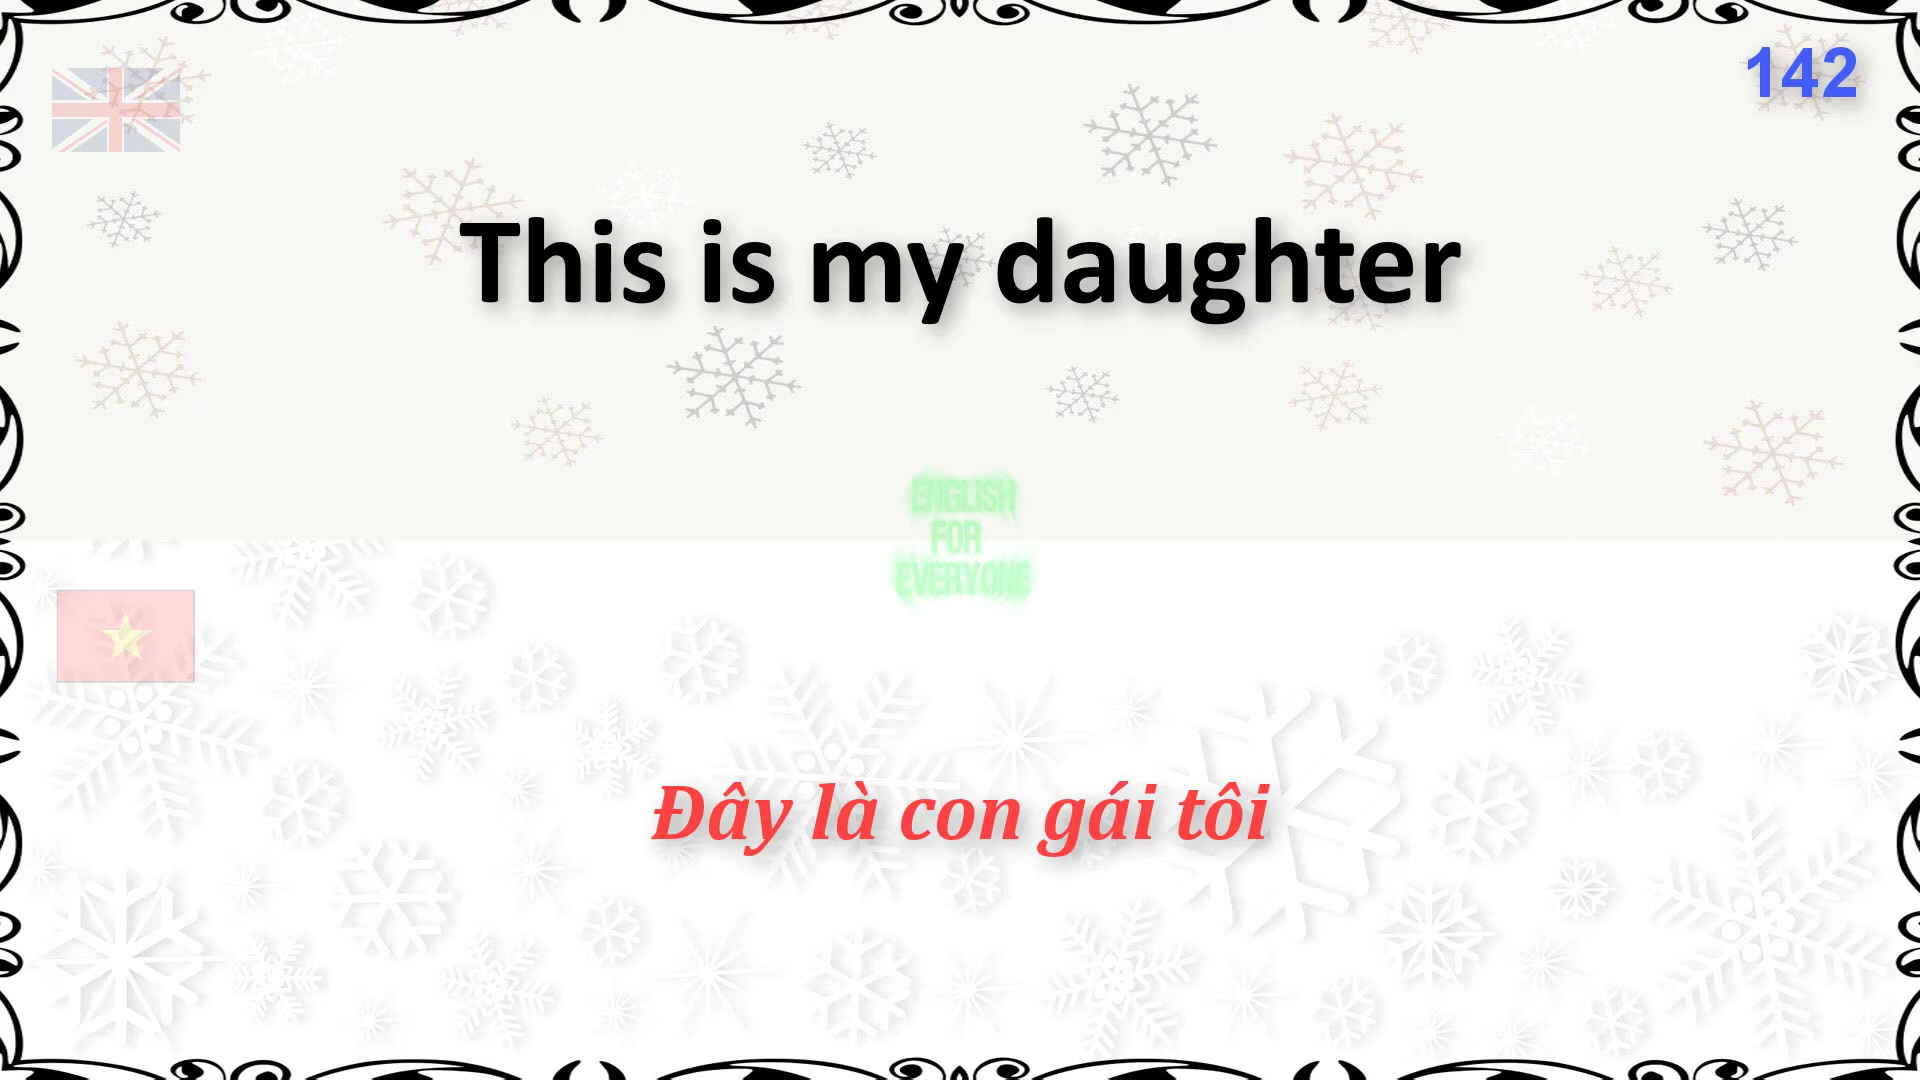 142
This is my daughter
ENGLISH
FOR
EVERYONE
Đây là con gái tôi